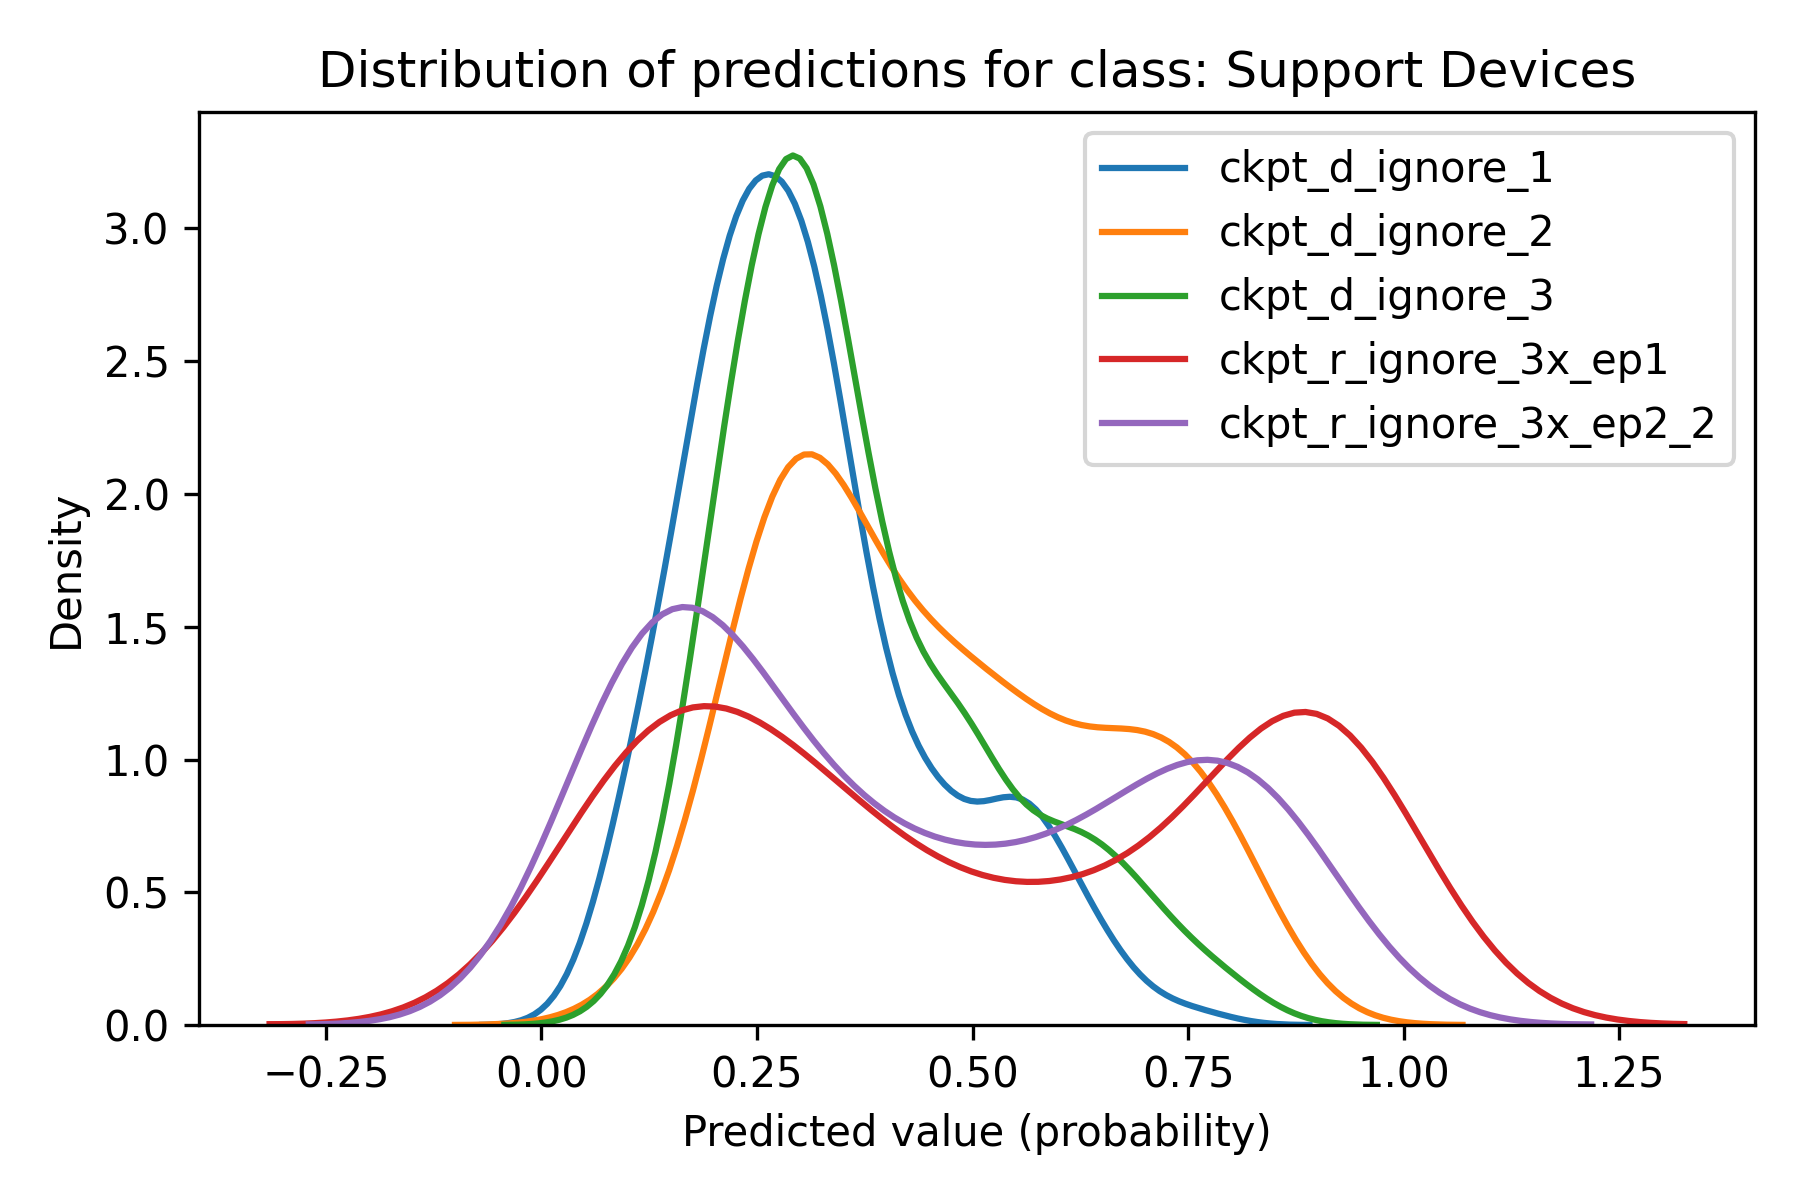 Distribution of predictions for class: Support Devices
ckpt_d_ignore_1
ckpt_d_ignore_2
ckpt_d_ignore_3
ckpt_r_ignore_3x_ep1
ckpt_r_ignore_3x_ep2_2
Density
3.0
2.5
2.0
1.5
1.0
0.5
0.0
−0.25 0.00 0.25 0.50 0.75 1.00 1.25
Predicted value (probability)